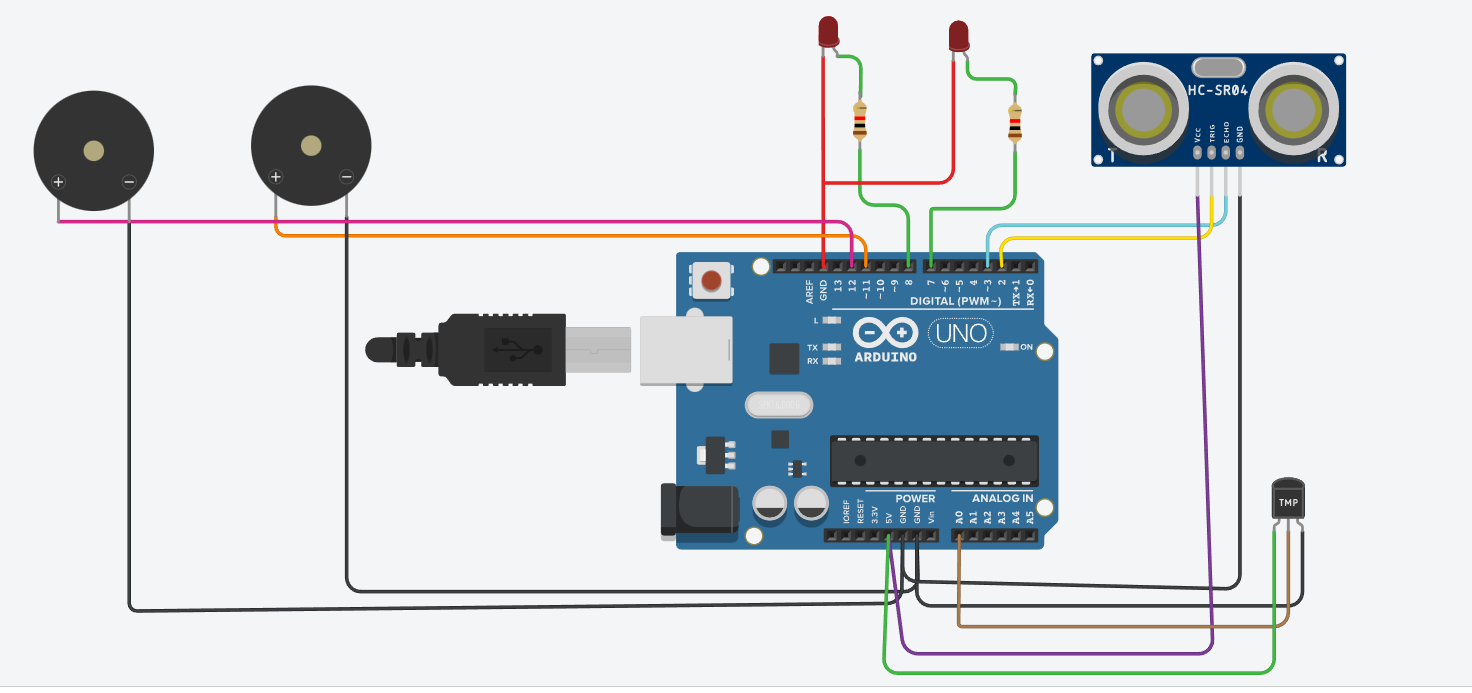 HC-SR04
VCC
TRIG
ECHO
GND
T
R
+
−
+
−
AREF
GND
13
12
~11
~10
~9
8
7
~6
~5
4
~3
2
TX→1
RX←0
DIGITAL (PWM~)
L
TX
RX
ARDUINO
UNO
ON
POWER
ANALOG IN
IOREF
RESET
3.3V
5V
GND
GND
Vin
A0
A1
A2
A3
A4
A5
TMP